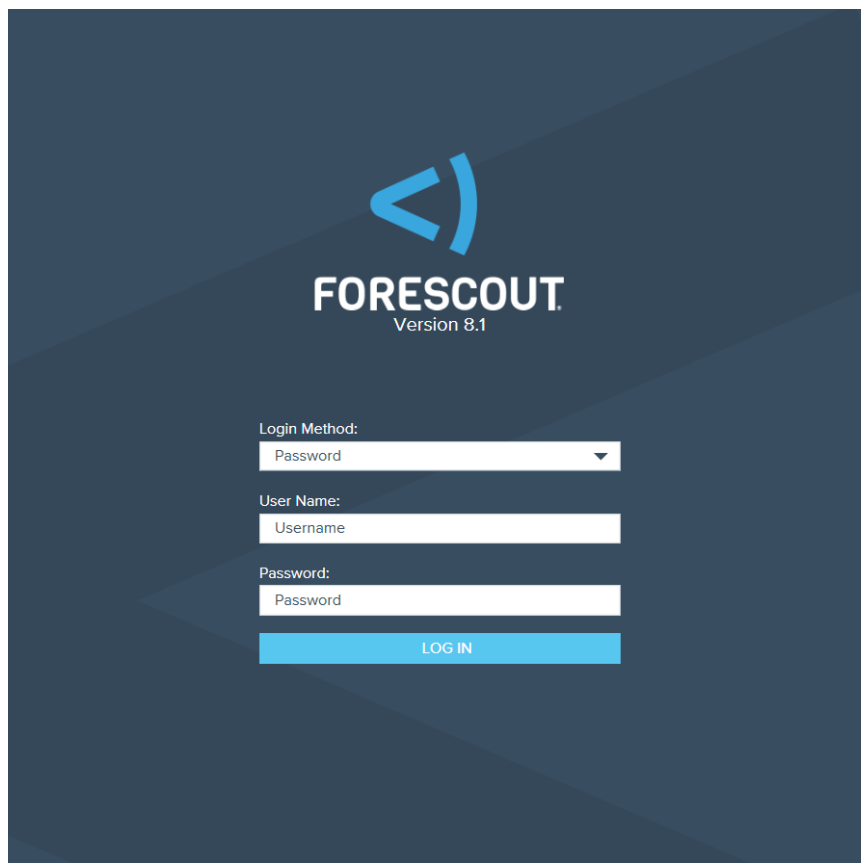 FORESCOUT.
Version 8.1
Login Method:
Password
User Name:
Username
Password:
Password
LOG IN